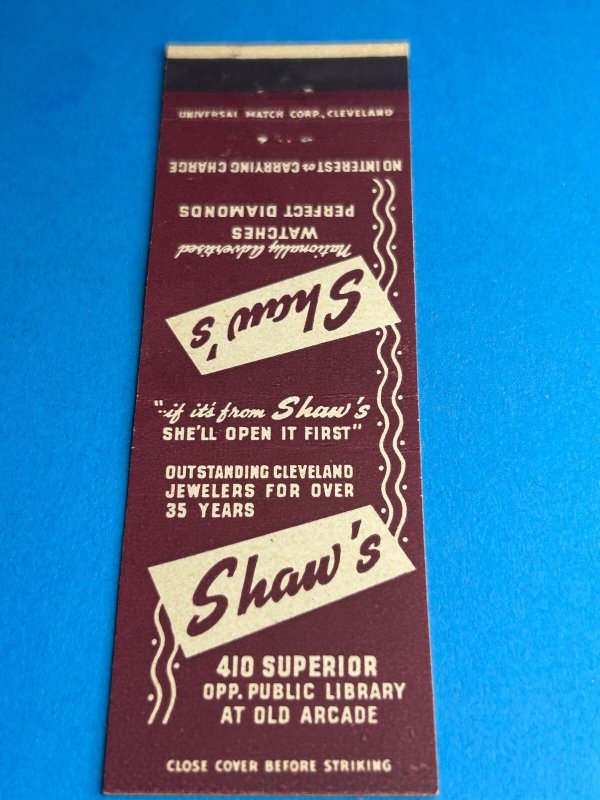 UNIVERSAL MATCH CORP., CLEVELAND
Shaw's
Nationally Advertised
WATCHES
PERFECT DIAMONDS
NO INTEREST OR CARRYING CHARGE
"if it's from Shaw's
SHE'LL OPEN IT FIRST"
OUTSTANDING CLEVELAND
JEWELERS FOR OVER
35 YEARS
Shaw's
410 SUPERIOR
OPP. PUBLIC LIBRARY
AT OLD ARCADE
CLOSE COVER BEFORE STRIKING